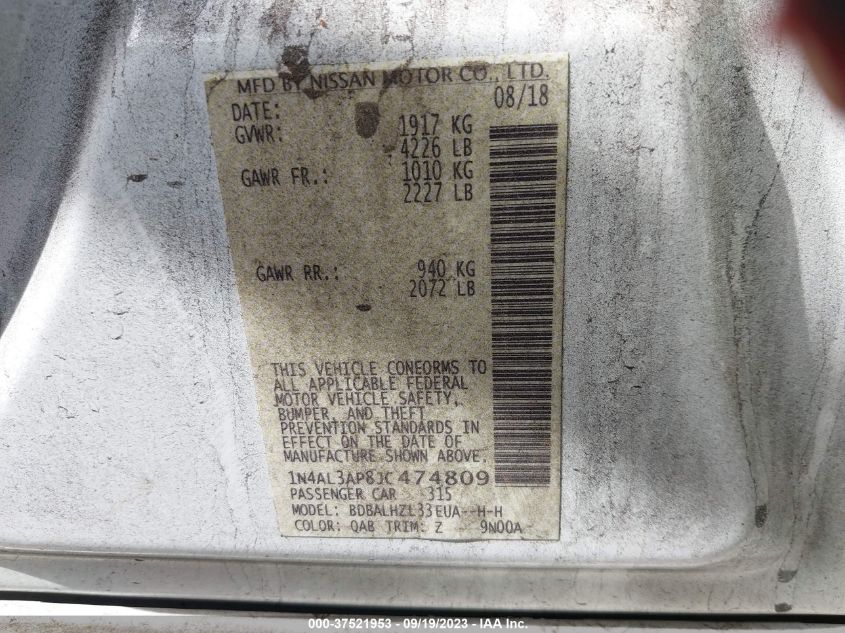 MFD BY NISSAN MOTOR CO., LTD.
DATE: 08/18
GVWR: 1917 KG
4226 LB
GAWR FR.: 1010 KG
2227 LB
GAWR RR.: 940 KG
2072 LB
THIS VEHICLE CONFORMS TO
ALL APPLICABLE FEDERAL
MOTOR VEHICLE SAFETY,
BUMPER, AND THEFT
PREVENTION STANDARDS IN
EFFECT ON THE DATE OF
MANUFACTURE SHOWN ABOVE.
1N4AL3AP8JC474809
PASSENGER CAR 315
MODEL: BDBALHZL33EUA--H-H
COLOR: QAB TRIM: Z 9N00A
000-37521953 - 09/19/2023 - IAA Inc.